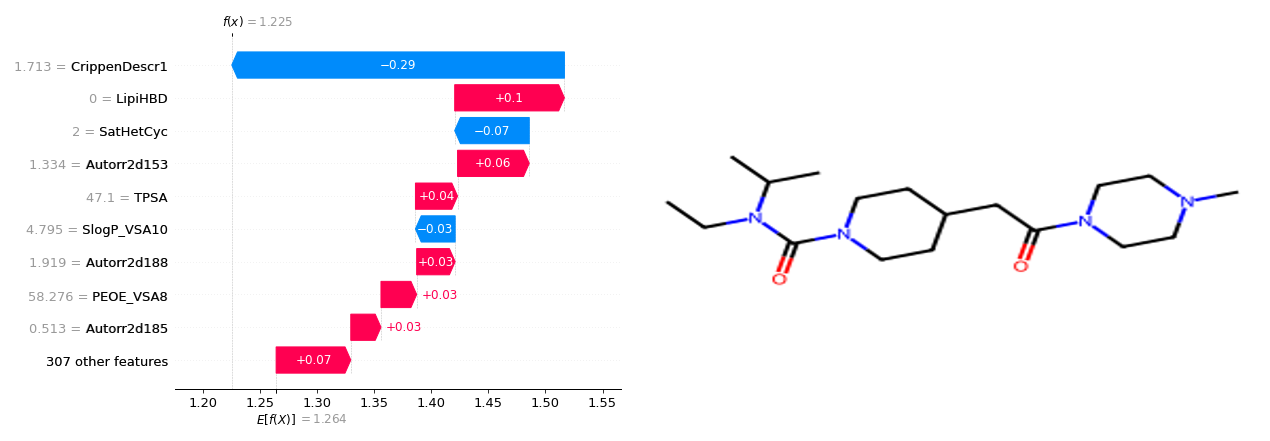 f(x) = 1.225
1.713 = CrippenDescr1
−0.29
0 = LipiHBD
+0.1
2 = SatHetCyc
−0.07
1.334 = Autorr2d153
+0.06
47.1 = TPSA
+0.04
4.795 = SlogP_VSA10
−0.03
1.919 = Autorr2d188
+0.03
58.276 = PEOE_VSA8
+0.03
0.513 = Autorr2d185
+0.03
307 other features
+0.07
1.20 1.25 1.30 1.35 1.40 1.45 1.50 1.55
E[f(X)] = 1.264
N
O
N
O
N
N